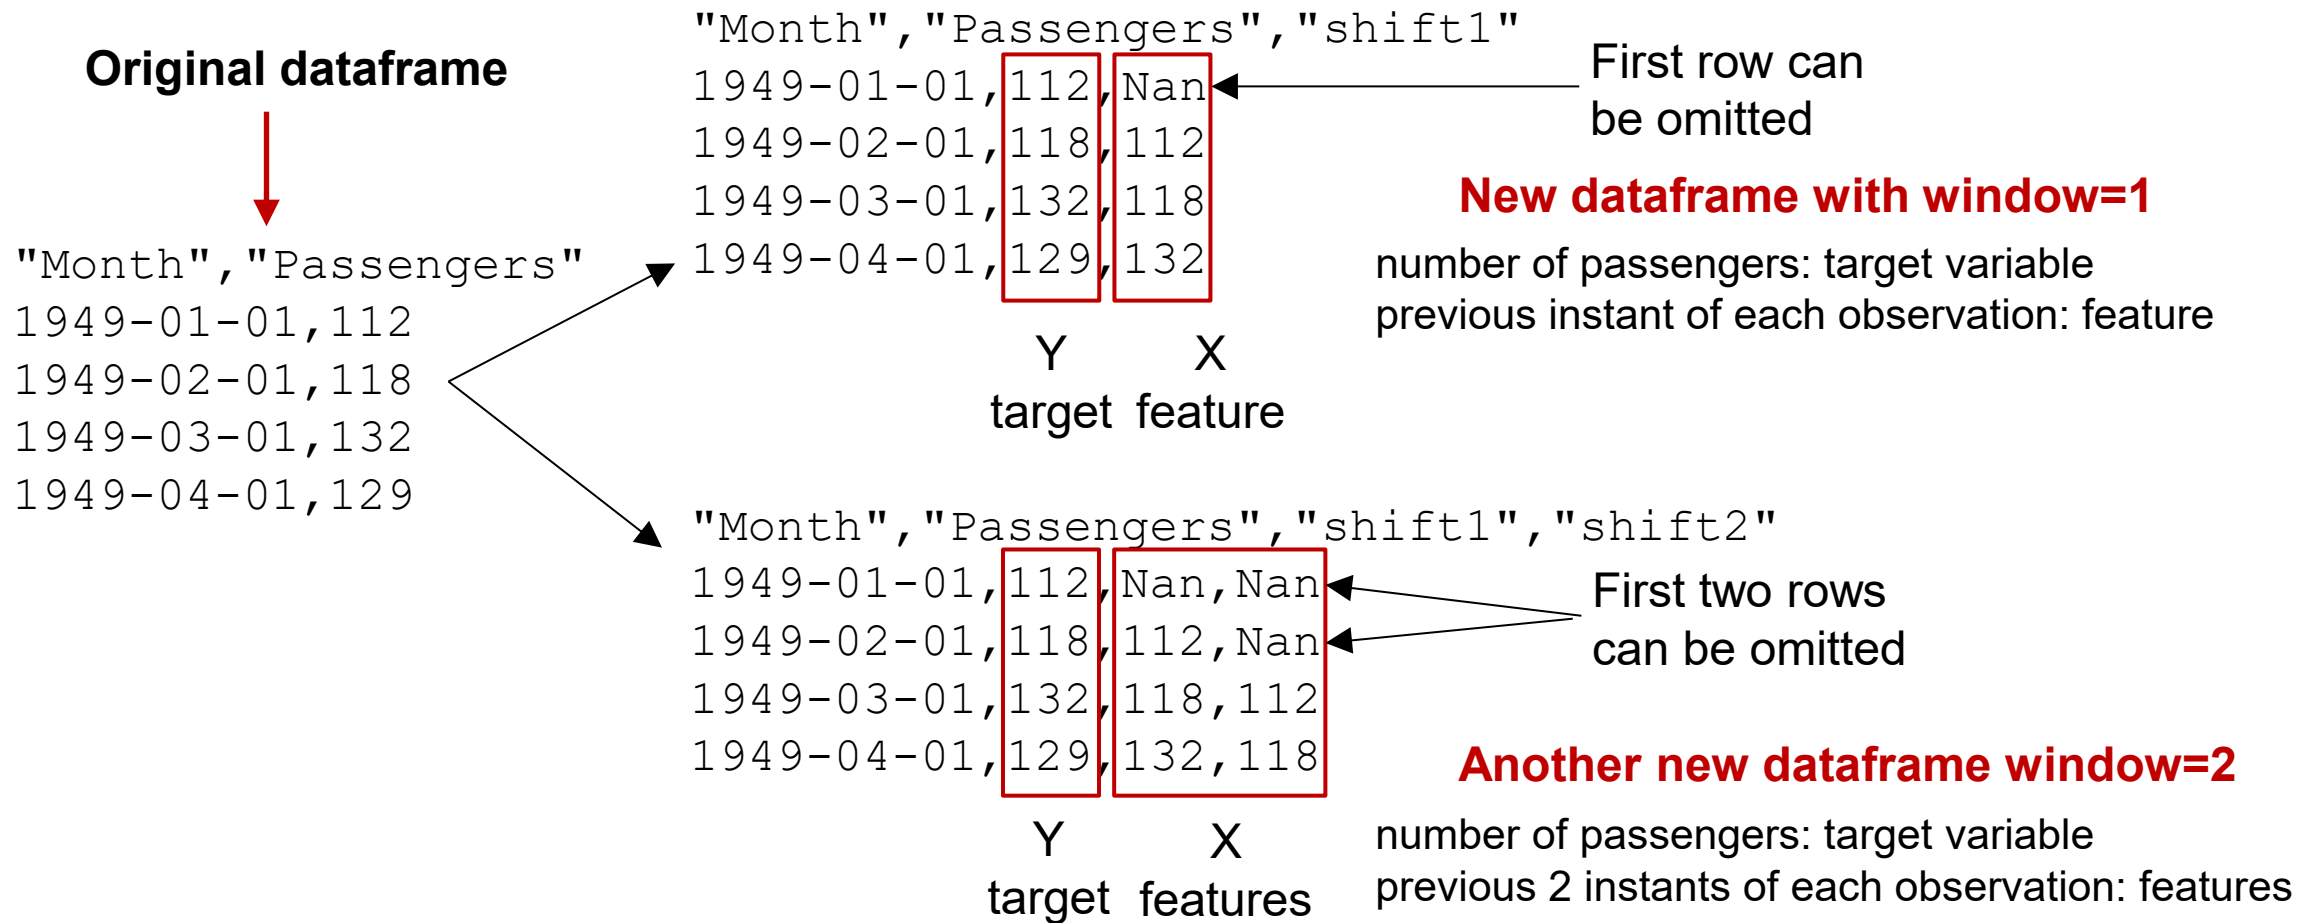 Original dataframe
"Month","Passengers"
1949-01-01,112
1949-02-01,118
1949-03-01,132
1949-04-01,129
"Month","Passengers","shift1"
1949-01-01,112,Nan
1949-02-01,118,112
1949-03-01,132,118
1949-04-01,129,132
Y X
target feature
First row can
be omitted
New dataframe with window=1
number of passengers: target variable
previous instant of each observation: feature
"Month","Passengers","shift1","shift2"
1949-01-01,112,Nan,Nan
1949-02-01,118,112,Nan
1949-03-01,132,118,112
1949-04-01,129,132,118
Y X
target features
First two rows
can be omitted
Another new dataframe window=2
number of passengers: target variable
previous 2 instants of each observation: features